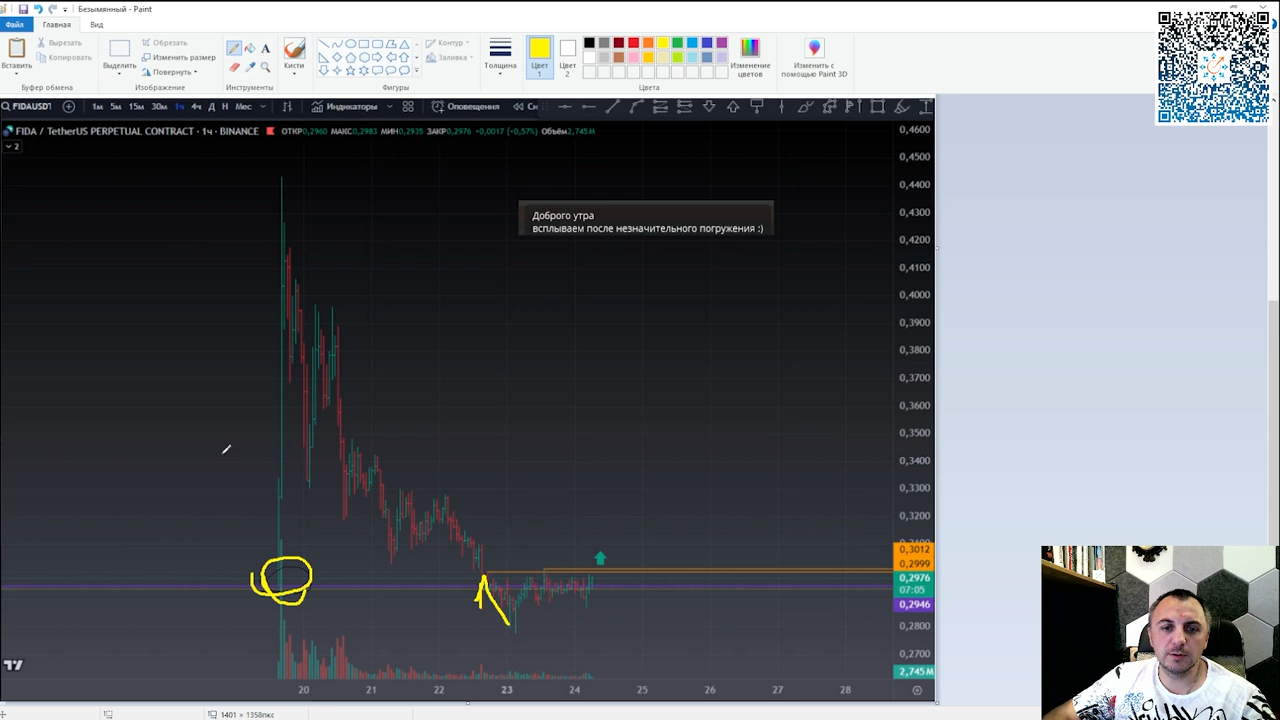 Безымянный - Paint
Файл Главная Вид
Вставить
Вырезать
Копировать
Буфер обмена
Выделить
Обрезать
Изменить размер
Повернуть
Изображение
A
Инструменты
Кисти
Контур
Заливка
Фигуры
Толщина
Цвет 1
Цвет 2
Изменение цветов
Цвета
Изменить с помощью Paint 3D
FIDAUSDT 1м 5м 15м 30м 1ч 4ч Д Н Мес Индикаторы Оповещения
FIDA / TetherUS PERPETUAL CONTRACT · 1ч · BINANCE ОТКР0,2960 МАКС0,2983 МИН0,2935 ЗАКР0,2976 +0,0017 (+0,57%) Объём2,745 M
2
Доброго утра
всплываем после незначительного погружения :)
0,4600
0,4500
0,4400
0,4300
0,4200
0,4100
0,4000
0,3900
0,3800
0,3700
0,3600
0,3500
0,3400
0,3300
0,3200
0,3012
0,2999
0,2976
07:05
0,2946
0,2800
0,2700
2,745 M
20 21 22 23 24 25 26 27 28
1401 × 1358пкс